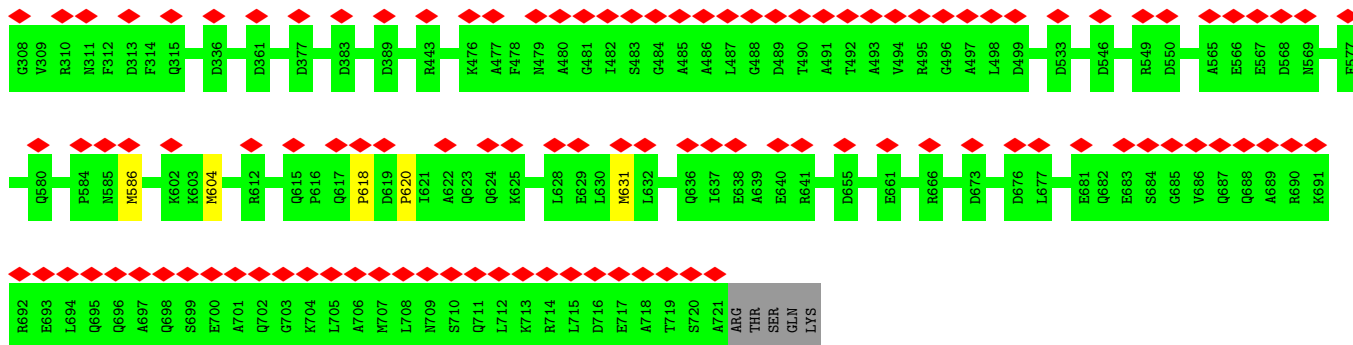 G308 V309 R310 N311 F312 D313 F314 Q315 D336 D361 D377 D383 D389 R443 K476 A477 F478 N479 A480 G481 I482 S483 G484 A485 A486 L487 G488 D489 T490 A491 T492 A493 V494 R495 G496 A497 L498 D499 D533 D546 R549 D550 A565 E566 E567 D568 N569 E577
Q580 P584 N585 M586 K602 K603 M604 R612 Q615 P616 Q617 P618 D619 P620 I621 A622 Q623 Q624 K625 L628 E629 L630 M631 L632 Q636 I637 E638 A639 E640 R641 D655 E661 R666 D673 D676 L677 E681 Q682 E683 S684 G685 V686 Q687 Q688 A689 R690 K691
R692 E693 L694 Q695 Q696 A697 Q698 S699 E700 A701 Q702 G703 K704 L705 A706 M707 L708 N709 S710 Q711 L712 K713 R714 L715 D716 E717 A718 T719 S720 A721 ARG THR SER GLN LYS